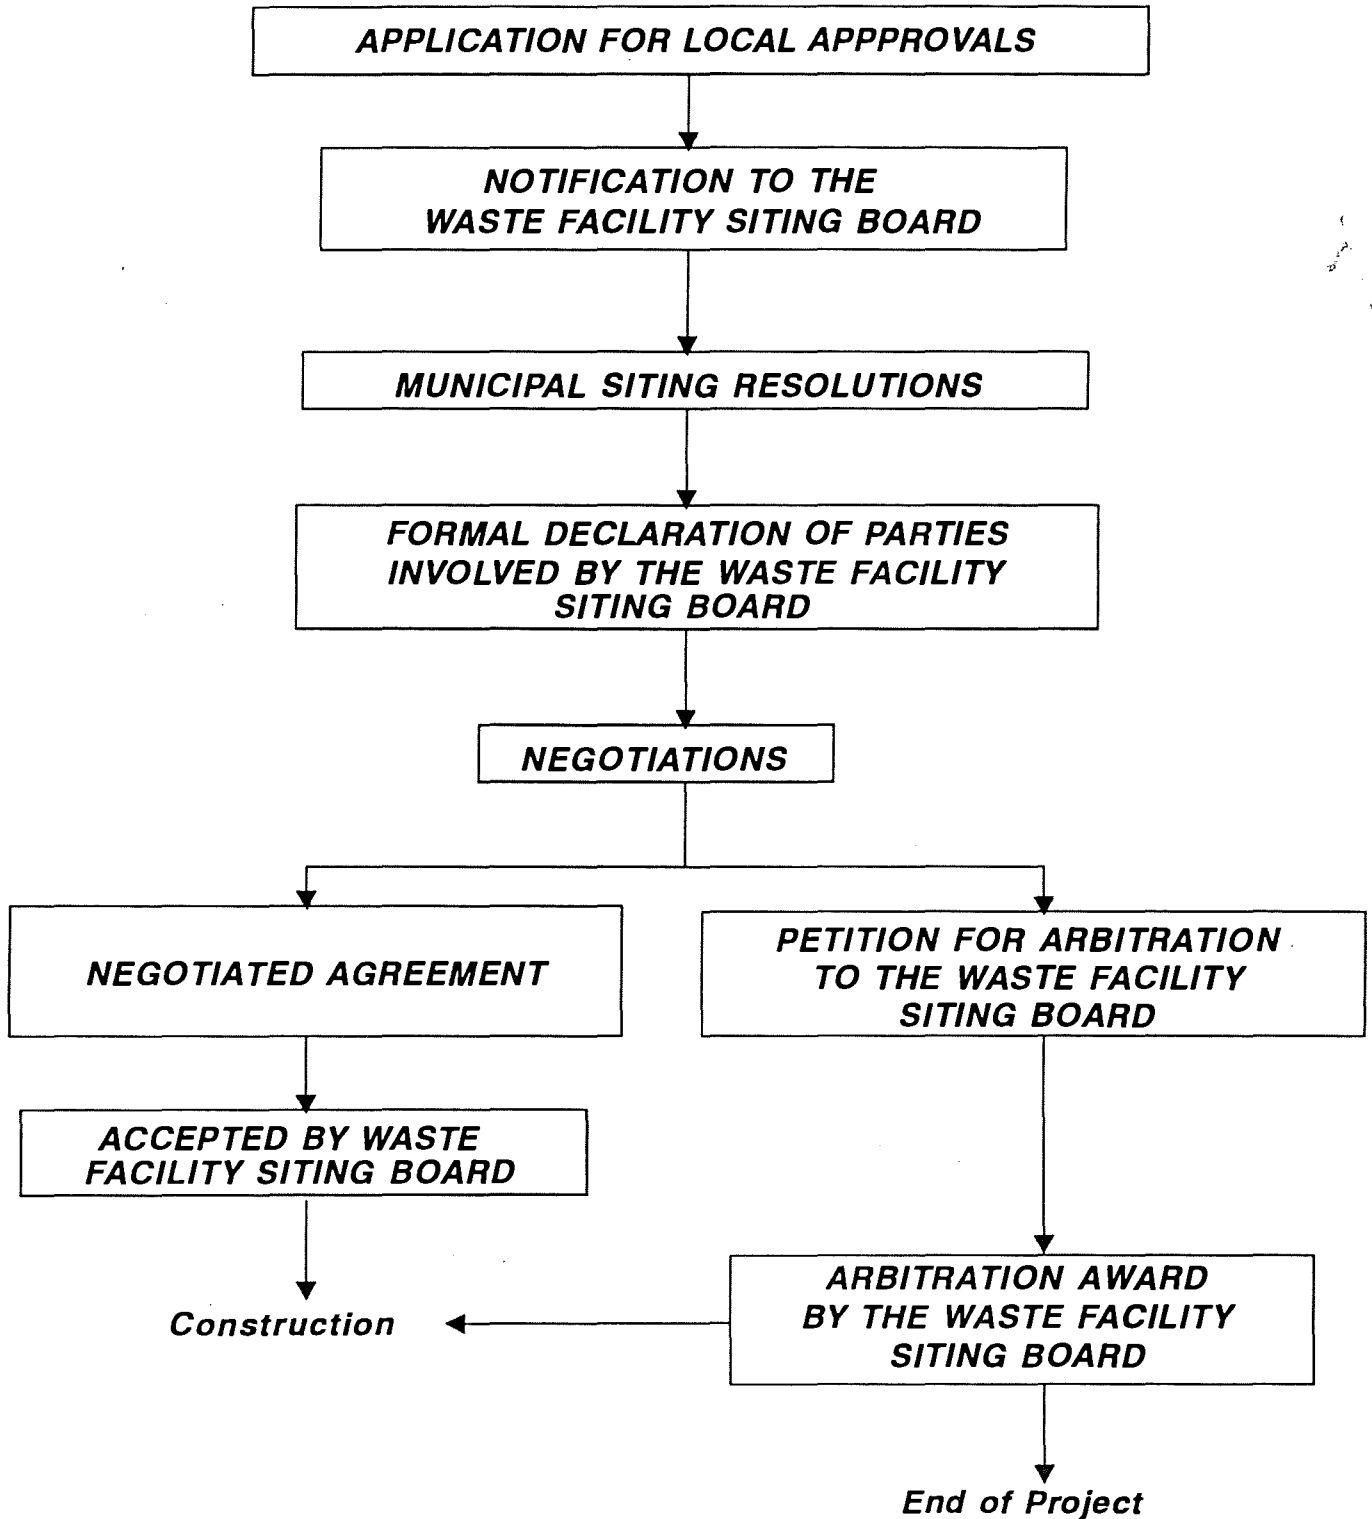 APPLICATION FOR LOCAL APPPROVALS
NOTIFICATION TO THE
WASTE FACILITY SITING BOARD
MUNICIPAL SITING RESOLUTIONS
FORMAL DECLARATION OF PARTIES
INVOLVED BY THE WASTE FACILITY
SITING BOARD
NEGOTIATIONS
NEGOTIATED AGREEMENT
PETITION FOR ARBITRATION
TO THE WASTE FACILITY
SITING BOARD
ACCEPTED BY WASTE
FACILITY SITING BOARD
Construction
ARBITRATION AWARD
BY THE WASTE FACILITY
SITING BOARD
End of Project